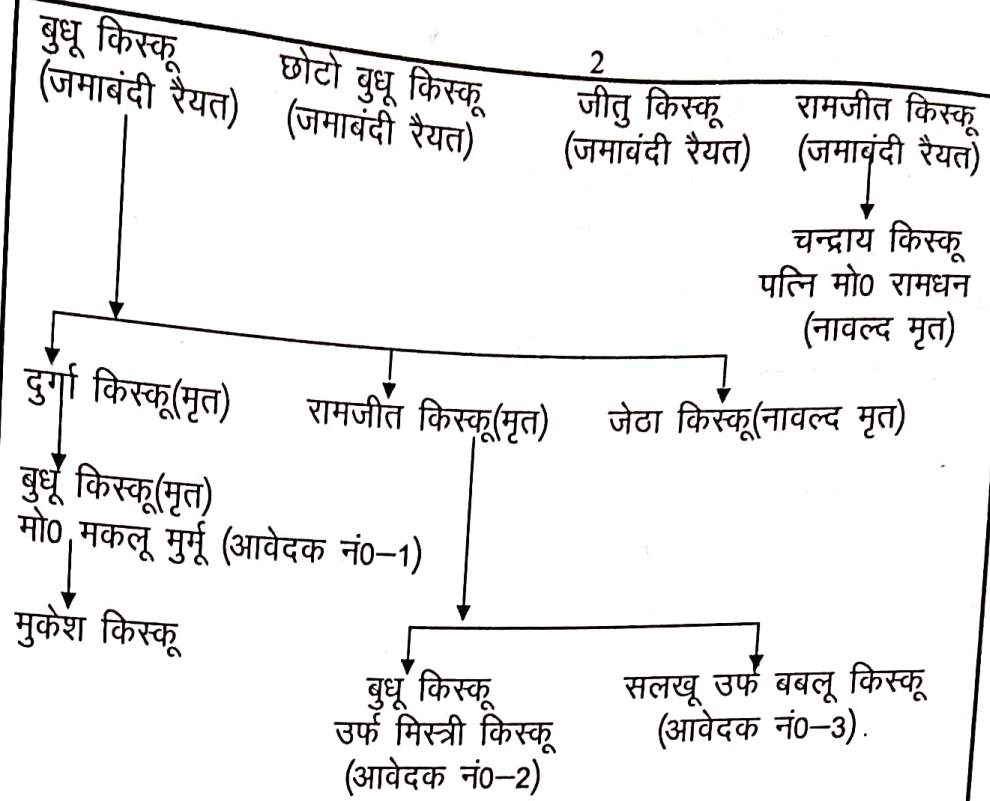 2
बुधू किस्कू
(जमाबंदी रैयत)
छोटो बुधू किस्कू
(जमाबंदी रैयत)
जीतु किस्कू
(जमावंदी रैयत)
रामजीत किस्कू
(जमाबंदी रैयत)
चन्द्राय किस्कू
पत्नि मो0 रामधन
(नावल्द मृत)
दुर्गा किस्कू(मृत)
रामजीत किस्कू(मृत)
जेठा किस्कू(नावल्द मृत)
बुधू किस्कू(मृत)
मो0 मकलू मुर्मू (आवेदक नं0–1)
मुकेश किस्कू
बुधू किस्कू
उर्फ मिस्त्री किस्कू
(आवेदक नं0–2)
सलखू उर्फ बबलू किस्कू
(आवेदक नं0–3).